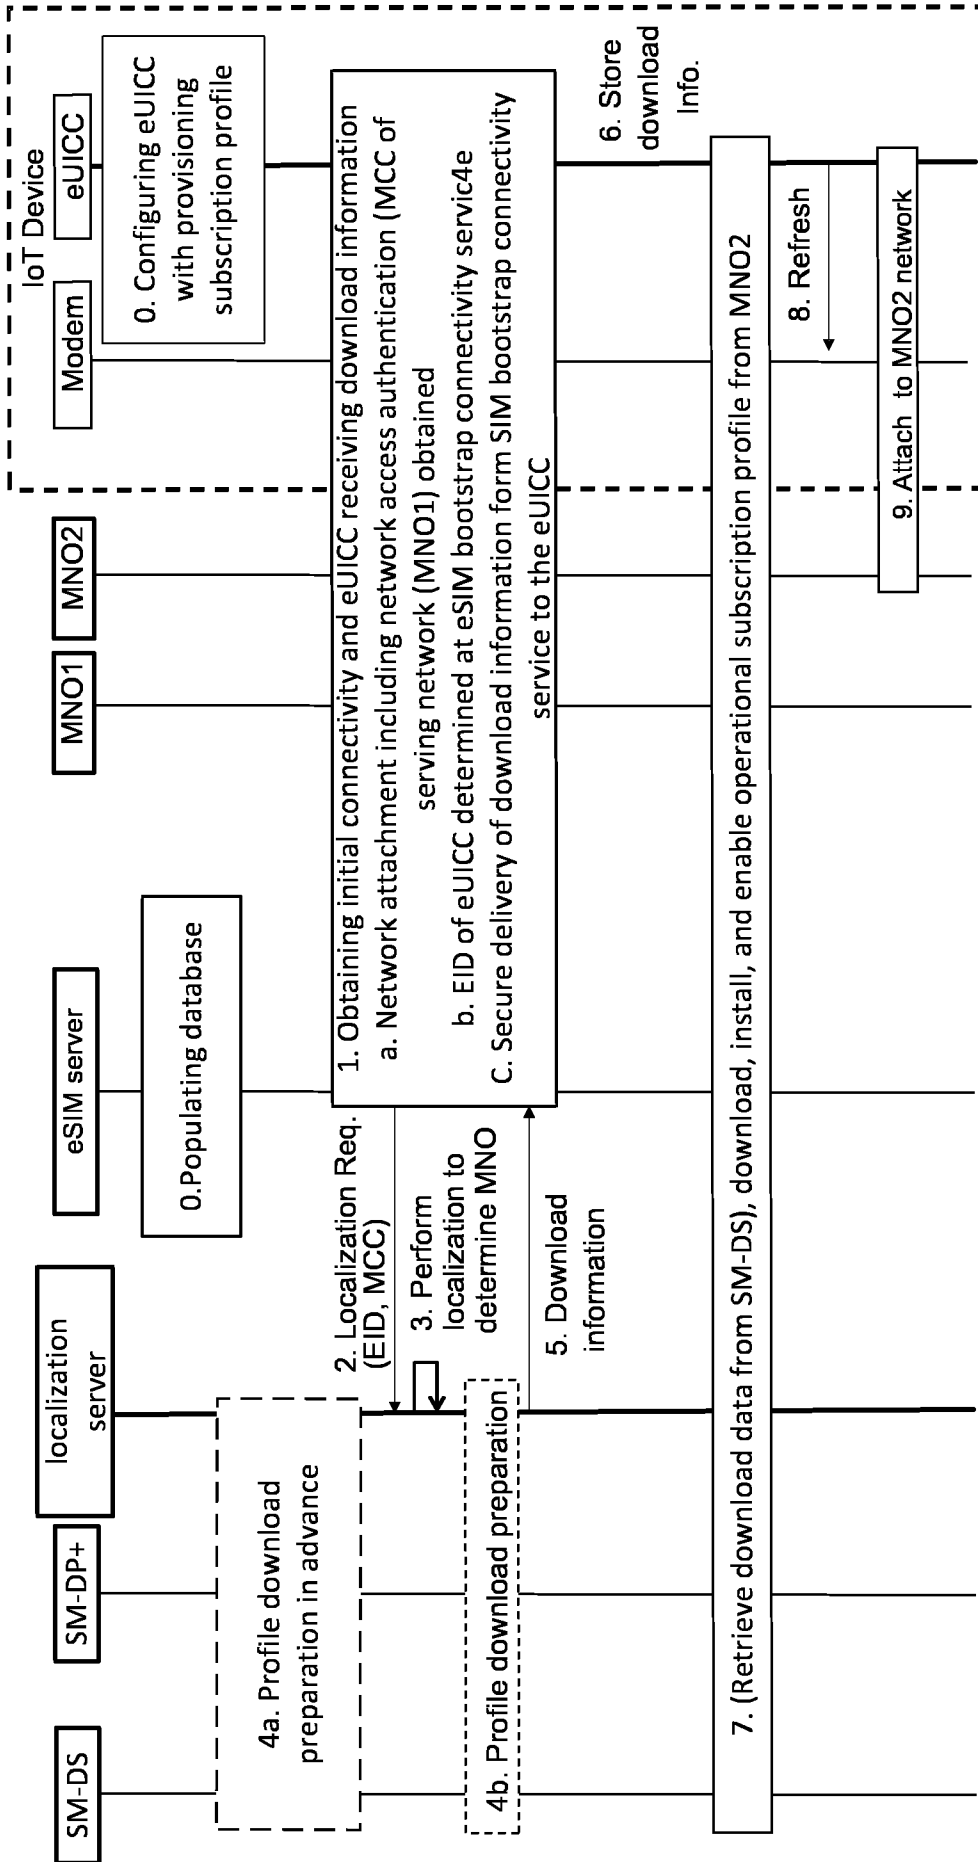 SM-DS
SM-DP+
localization
server
eSIM server
MNO1
MNO2
IoT Device
Modem
eUICC
0.Populating database
0. Configuring eUICC
with provisioning
subscription profile
4a. Profile download
preparation in advance
1. Obtaining initial connectivity and eUICC receiving download information
a. Network attachment including network access authentication (MCC of
serving network (MNO1) obtained
b. EID of eUICC determined at eSIM bootstrap connectivity servic4e
C. Secure delivery of download information form SIM bootstrap connectivity
service to the eUICC
2. Localization Req.
(EID, MCC)
3. Perform
localization to
determine MNO
4b. Profile download preparation
5. Download
information
6. Store
download
Info.
7. (Retrieve download data from SM-DS), download, install, and enable operational subscription profile from MNO2
8. Refresh
9. Attach to MNO2 network